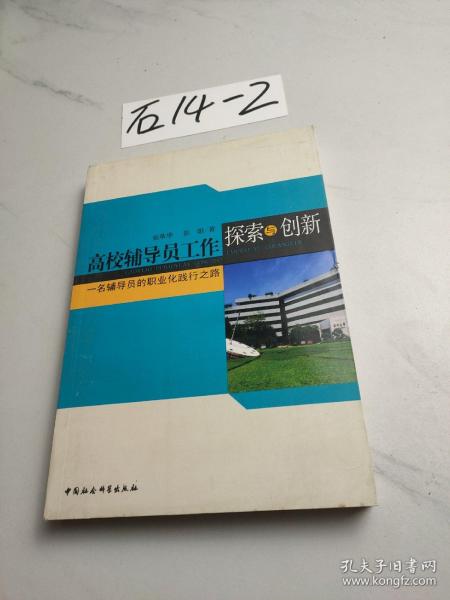 石14-2
著
高校辅导员工作
探索与创新
一名辅导员的职业化践行之路
中国社会科学出版社
孔夫子旧书网
www.kongfz.com